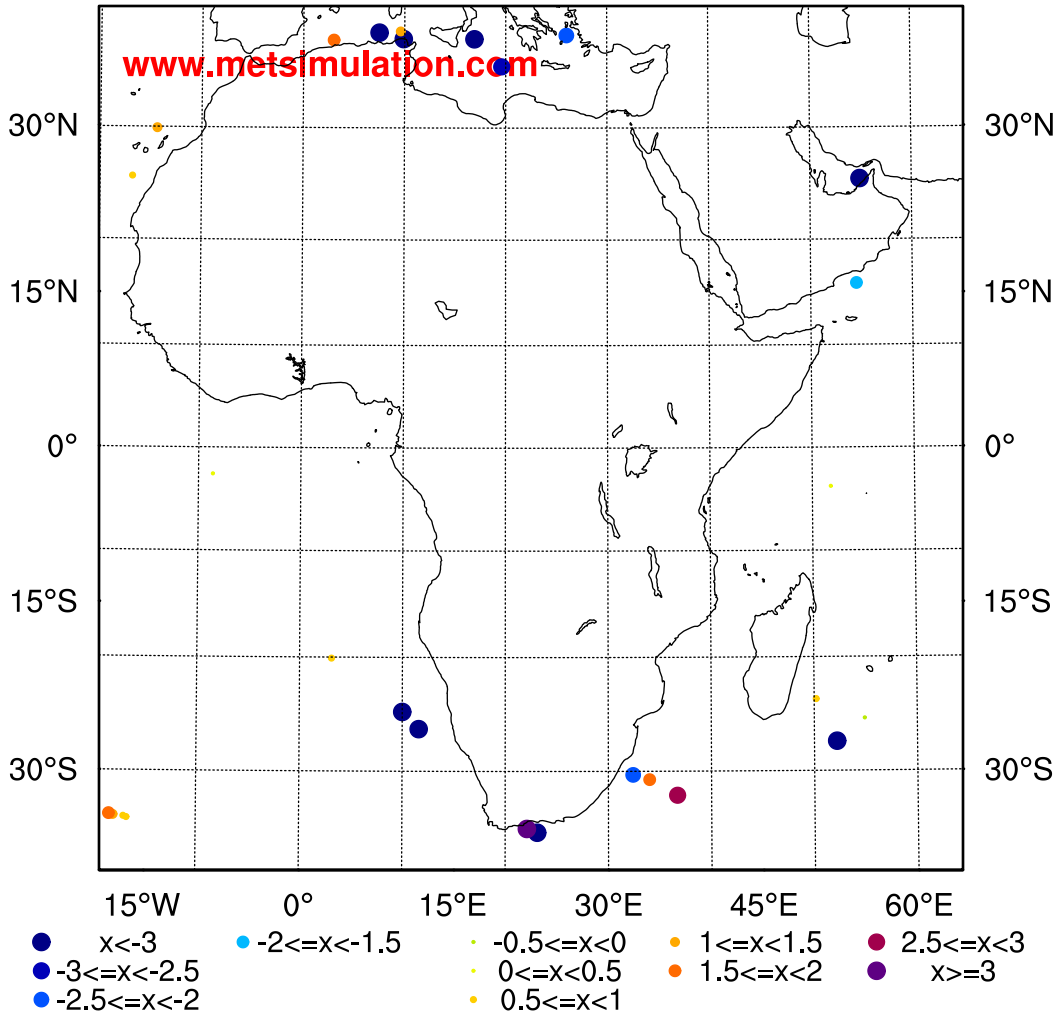 www.metsimulation.com
30°N 30°N
15°N 15°N
0° 0°
15°S 15°S
30°S 30°S
15°W 0° 15°E 30°E 45°E 60°E
x<-3 -2<=x<-1.5 -0.5<=x<0 1<=x<1.5 2.5<=x<3
-3<=x<-2.5 0<=x<0.5 1.5<=x<2 x>=3
-2.5<=x<-2 0.5<=x<1